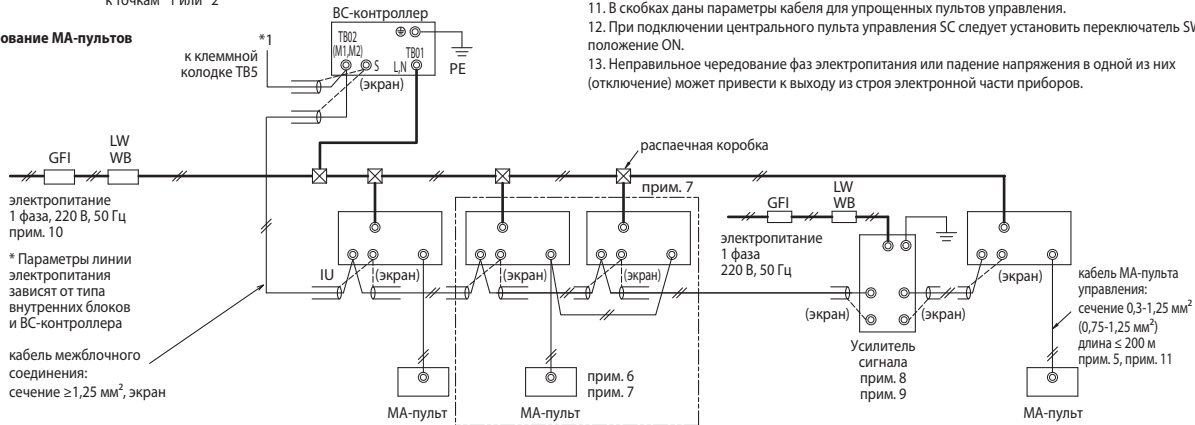 к точкам *1 или *2
ование МА-пультов
11. В скобках даны параметры кабеля для упрощенных пультов управления.
12. При подключении центрального пульта управления SC следует установить переключатель SW
положение ON.
13. Неправильное чередование фаз электропитания или падение напряжения в одной из них
(отключение) может привести к выходу из строя электронной части приборов.
BC-контроллер
*1
к клеммной
колодке TB5
TB02
(M1,M2)
S
TB01
L,N
(экран)
PE
GFI
LW
WB
распаечная коробка
электропитание
1 фаза, 220 В, 50 Гц
прим. 10
прим. 7
GFI
LW
WB
электропитание
1 фаза
220 В, 50 Гц
* Параметры линии
электропитания
зависят от типа
внутренних блоков
и BC-контроллера
IU
(экран)
(экран)
(экран)
(экран)
(экран)
(экран)
кабель МА-пульта
управления:
сечение 0,3-1,25 мм²
(0,75-1,25 мм²)
длина ≤ 200 м
прим. 5, прим. 11
кабель межблочного
соединения:
сечение ≥1,25 мм², экран
Усилитель
сигнала
прим. 8
прим. 9
прим. 6
прим. 7
МА-пульт
МА-пульт
МА-пульт